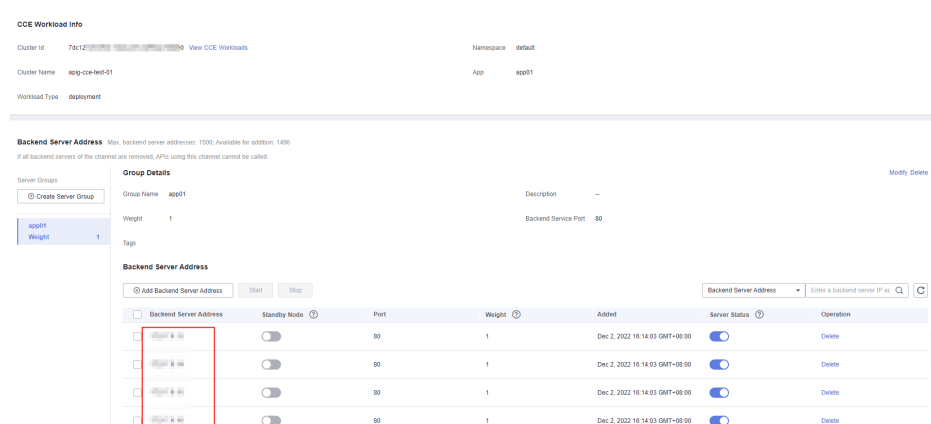 CCE Workload Info
Cluster Id 7dc12 0 View CCE Workloads Namespace default
Cluster Name apig-cce-test-01 App app01
Workload Type deployment
Backend Server Address Max. backend server addresses: 1500; Available for addition: 1496
If all backend servers of the channel are removed, APIs using this channel cannot be called.
Server Groups
Create Server Group
app01
Weight 1
Group Details Modify Delete
Group Name app01 Description --
Weight 1 Backend Service Port 80
Tags
Backend Server Address
Add Backend Server Address Start Stop Backend Server Address Enter a backend server IP
Backend Server Address Standby Node Port Weight Added Server Status Operation
80 1 Dec 2, 2022 16:14:03 GMT+08:00 Delete
80 1 Dec 2, 2022 16:14:03 GMT+08:00 Delete
80 1 Dec 2, 2022 16:14:03 GMT+08:00 Delete
80 1 Dec 2, 2022 16:14:03 GMT+08:00 Delete